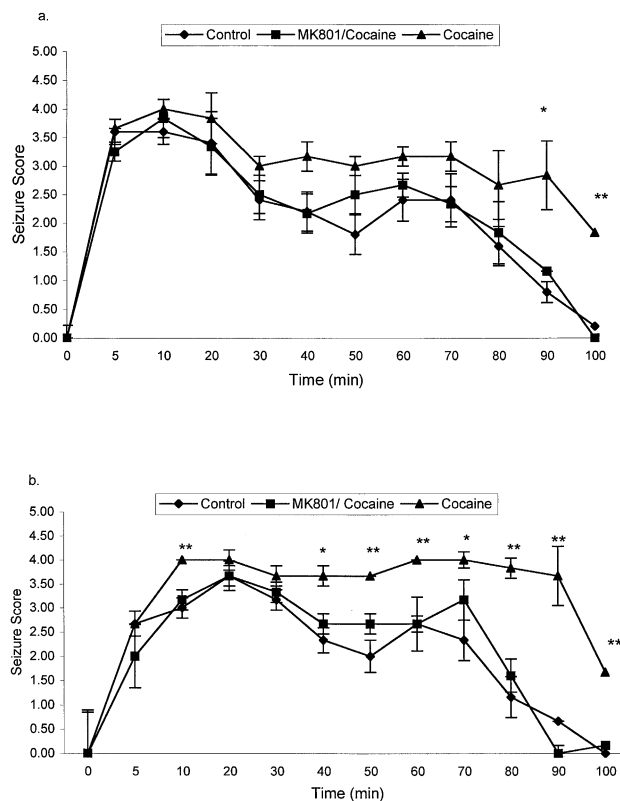 a.
Control MK801/Cocaine Cocaine
5.00
4.50
4.00
3.50
3.00
2.50
2.00
1.50
1.00
0.50
0.00
Seizure Score
*
**
0 5 10 20 30 40 50 60 70 80 90 100
Time (min)
b.
Control MK801/ Cocaine Cocaine
5.00
4.50
4.00
3.50
3.00
2.50
2.00
1.50
1.00
0.50
0.00
Seizure Score
** * ** ** * ** ** **
0 5 10 20 30 40 50 60 70 80 90 100
Time (min)